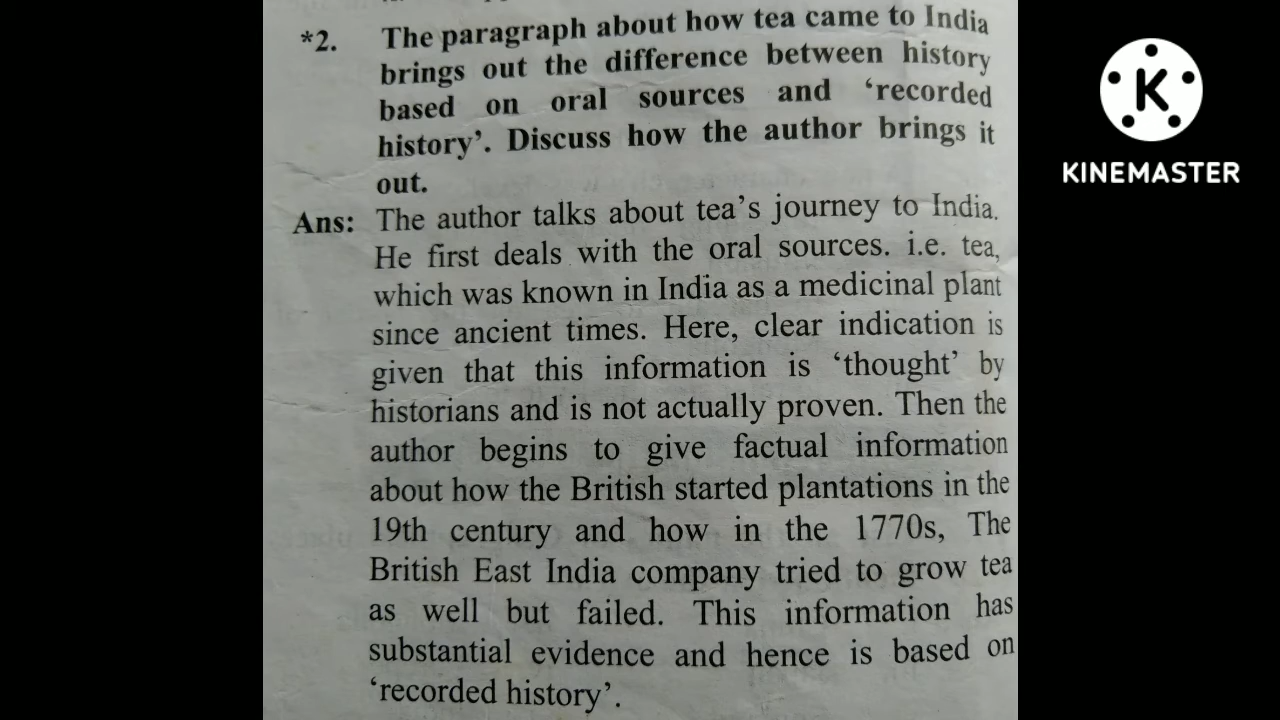 *2. The paragraph about how tea came to India
brings out the difference between history
based on oral sources and ‘recorded
history’. Discuss how the author brings it
out.
Ans: The author talks about tea’s journey to India.
He first deals with the oral sources. i.e. tea,
which was known in India as a medicinal plant
since ancient times. Here, clear indication is
given that this information is ‘thought’ by
historians and is not actually proven. Then the
author begins to give factual information
about how the British started plantations in the
19th century and how in the 1770s, The
British East India company tried to grow tea
as well but failed. This information has
substantial evidence and hence is based on
‘recorded history’.
K
KINEMASTER